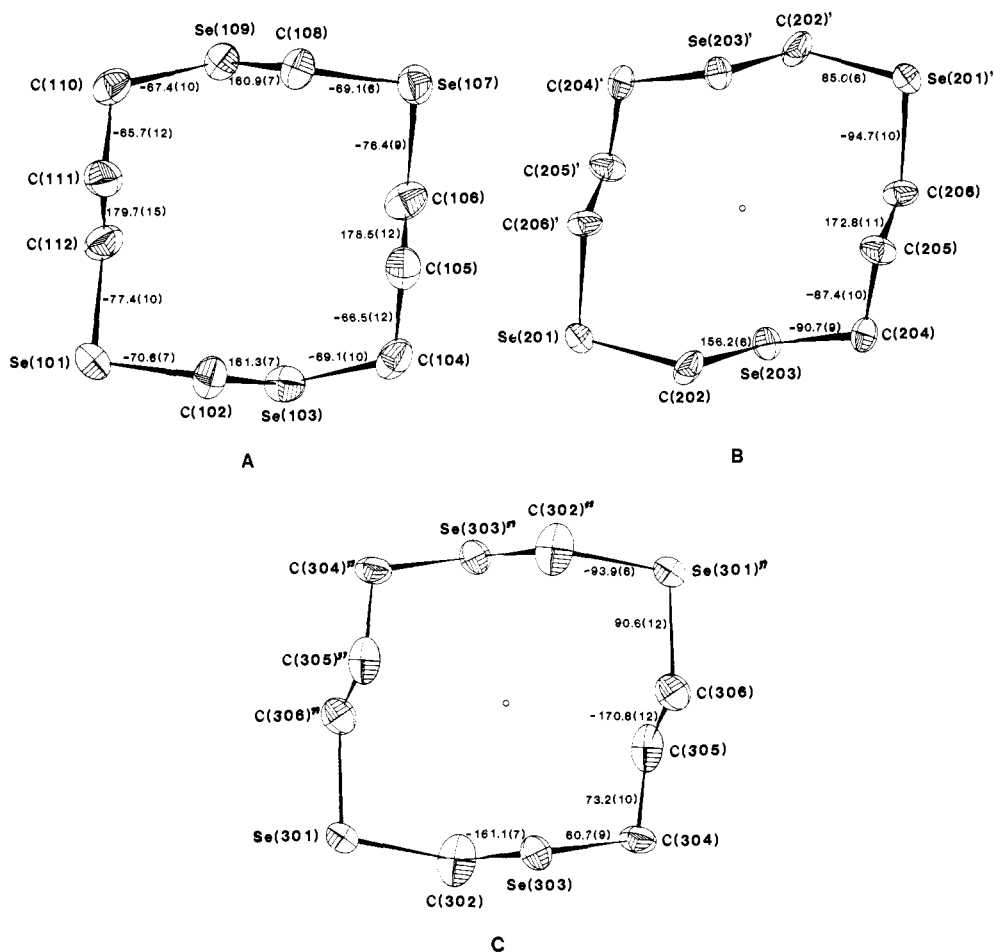 Se(109)
C(108)
C(110)
-67.4(10)
160.9(7)
-69.1(6)
Se(107)
-65.7(12)
-76.4(9)
C(111)
C(106)
179.7(15)
178.5(12)
C(112)
C(105)
-77.4(10)
-66.5(12)
Se(101)
-70.6(7)
161.3(7)
-69.1(10)
C(104)
C(102)
Se(103)
A
C(202)'
Se(203)'
C(204)'
85.0(6)
Se(201)'
-94.7(10)
C(205)'
C(206)
C(206)'
172.8(11)
C(205)
-87.4(10)
Se(201)
156.2(6)
-90.7(9)
C(204)
Se(203)
C(202)
B
C(302)"
Se(303)"
C(304)"
-93.9(6)
Se(301)"
90.6(12)
C(305)"
C(306)
C(306)"
-170.8(12)
C(305)
73.2(10)
Se(301)
-161.1(7)
60.7(9)
C(304)
Se(303)
C(302)
C